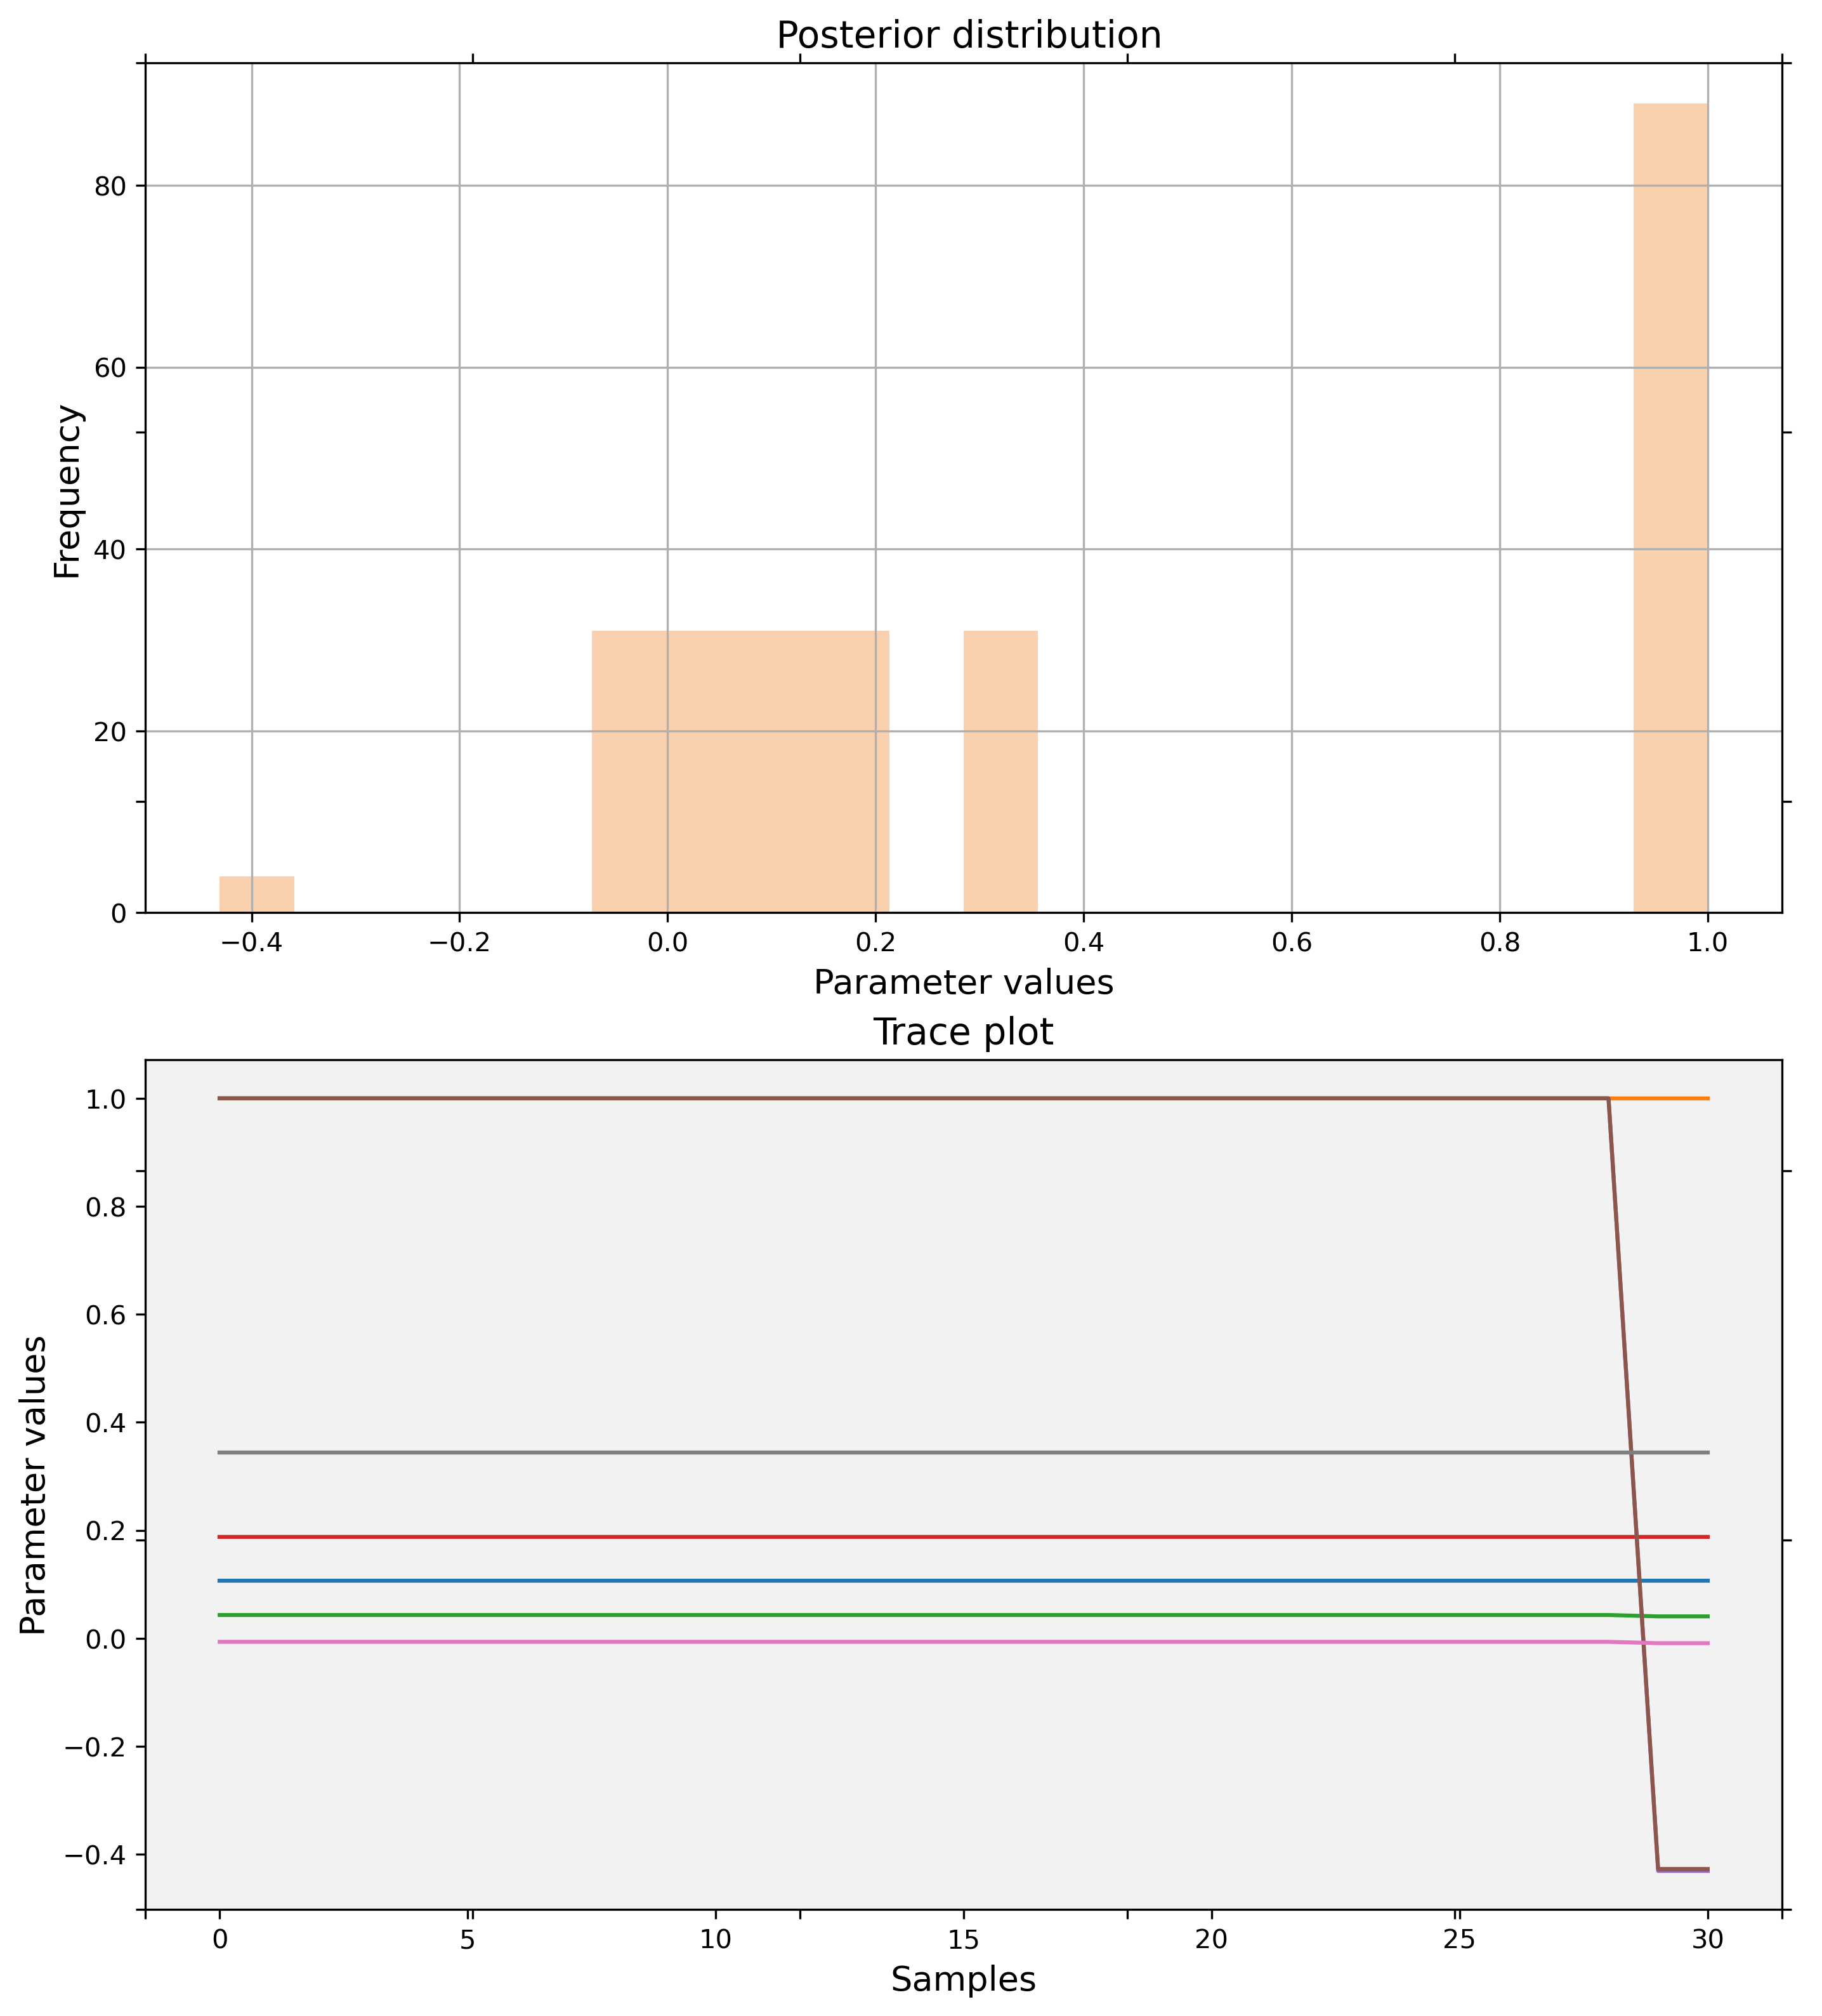 Posterior distribution
Frequency
80
60
40
20
0
−0.4 −0.2 0.0 0.2 0.4 0.6 0.8 1.0
Parameter values
Trace plot
Parameter values
1.0
0.8
0.6
0.4
0.2
0.0
−0.2
−0.4
0 5 10 15 20 25 30
Samples